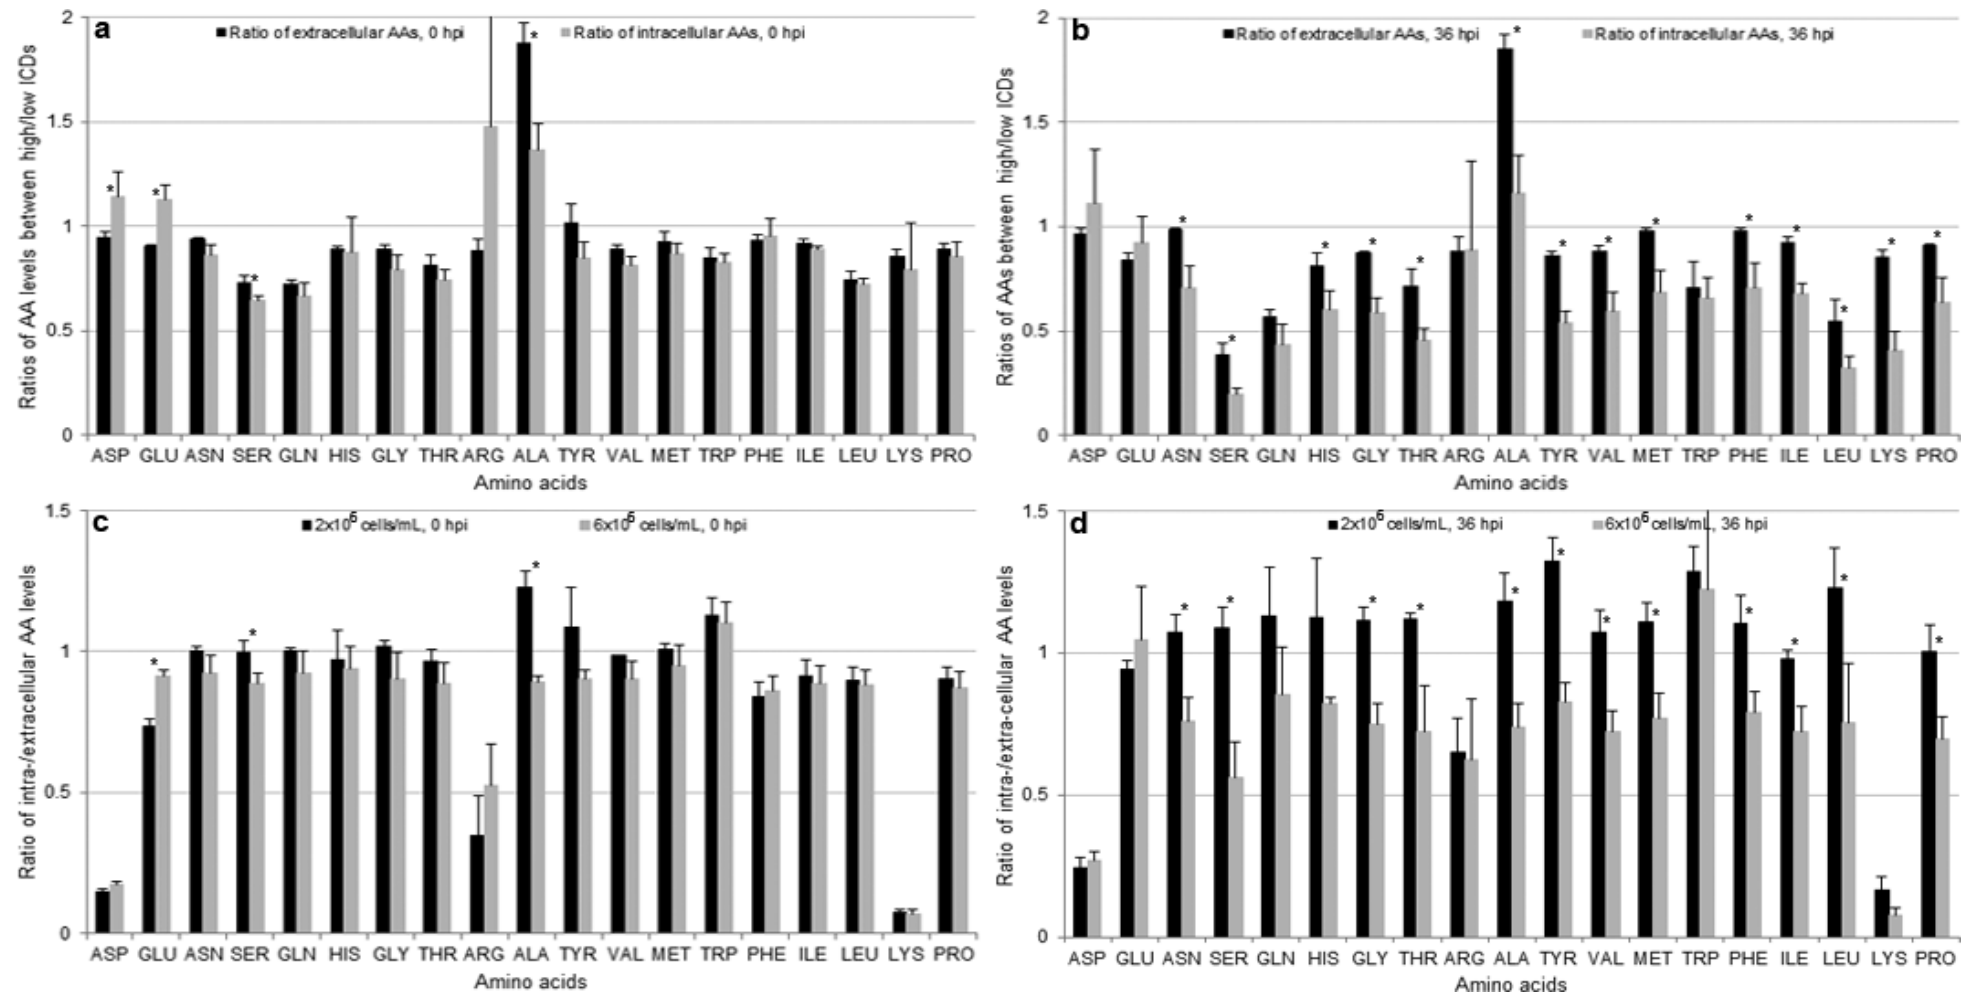 a
Ratio of extracellular AAs, 0 hpi
Ratio of intracellular AAs, 0 hpi
Ratios of AA levels between high/low ICDs
2
1.5
1
0.5
0
* * * *
ASP GLU ASN SER GLN HIS GLY THR ARG ALA TYR VAL MET TRP PHE ILE LEU LYS PRO
Amino acids
b
Ratio of extracellular AAs, 36 hpi
Ratio of intracellular AAs, 36 hpi
Ratios of AAs between high/low ICDs
2
1.5
1
0.5
0
* * * * * * * * * * * * * *
ASP GLU ASN SER GLN HIS GLY THR ARG ALA TYR VAL MET TRP PHE ILE LEU LYS PRO
Amino acids
c
2x10⁶ cells/mL, 0 hpi
6x10⁶ cells/mL, 0 hpi
Ratio of intra-/extracellular AA levels
1.5
1
0.5
0
* * *
ASP GLU ASN SER GLN HIS GLY THR ARG ALA TYR VAL MET TRP PHE ILE LEU LYS PRO
Amino acids
d
2x10⁶ cells/mL, 36 hpi
6x10⁶ cells/mL, 36 hpi
Ratio of intra-/extra-cellular AA levels
1.5
1
0.5
0
* * * * * * * * * * * *
ASP GLU ASN SER GLN HIS GLY THR ARG ALA TYR VAL MET TRP PHE ILE LEU LYS PRO
Amino acids